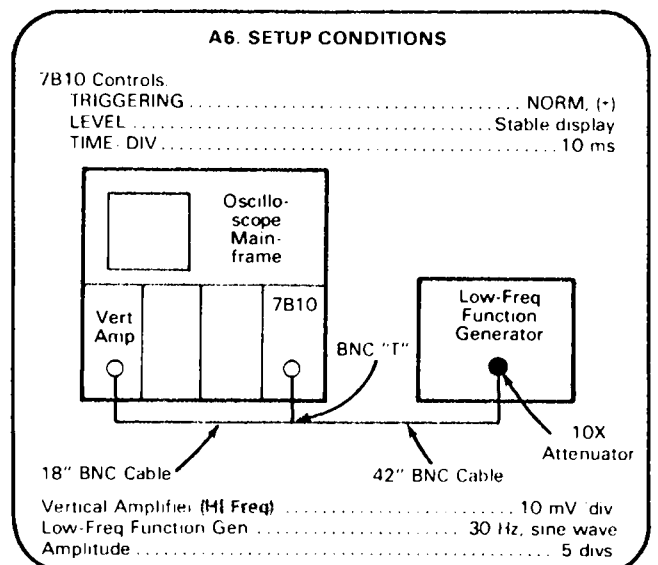 A6. SETUP CONDITIONS
7B10 Controls.
TRIGGERING ........................................ NORM, (+)
LEVEL ........................................ Stable display
TIME DIV ........................................ 10 ms
Oscillo-
scope
Main-
frame
Vert
Amp
7B10
BNC "T"
Low-Freq
Function
Generator
10X
Attenuator
18" BNC Cable
42" BNC Cable
Vertical Amplifier (HI Freq) ........................ 10 mV div
Low-Freq Function Gen ........................ 30 Hz, sine wave
Amplitude ........................................ 5 divs